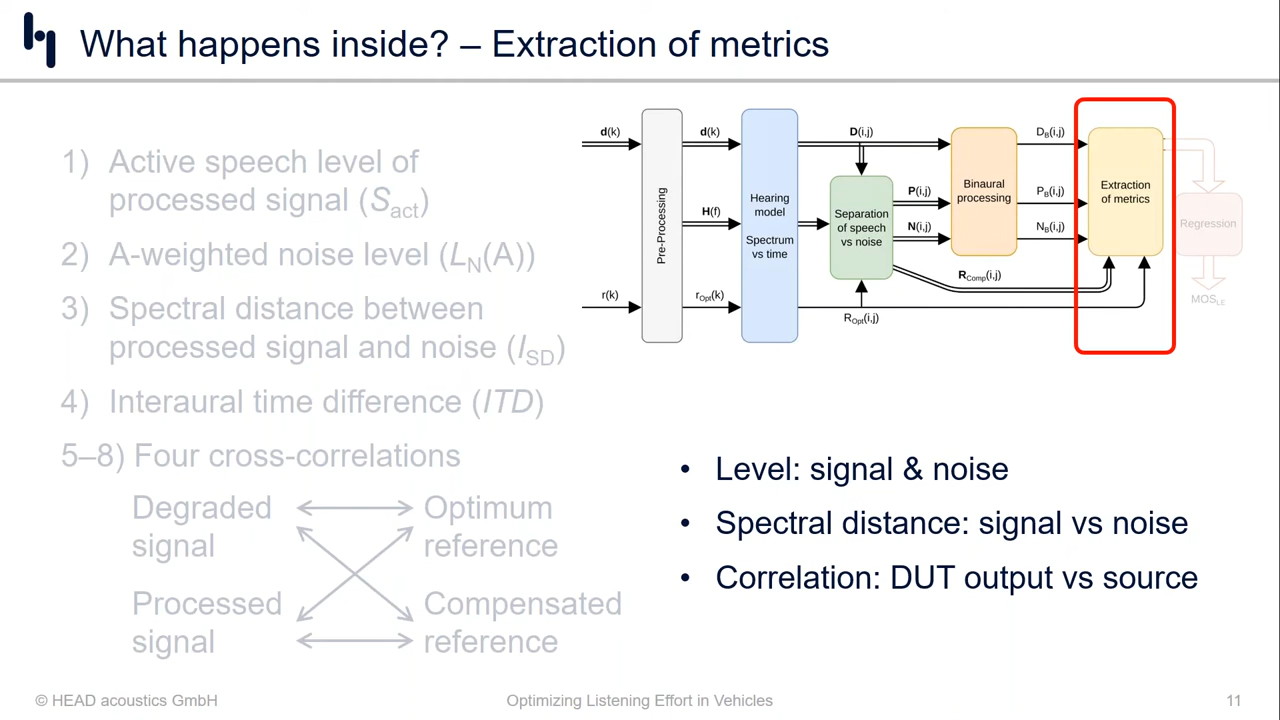 What happens inside? – Extraction of metrics
1) Active speech level of
processed signal (Sact)
2) A-weighted noise level (LN(A))
3) Spectral distance between
processed signal and noise (ISD)
4) Interaural time difference (ITD)
5–8) Four cross-correlations
Degraded
signal
Optimum
reference
Processed
signal
Compensated
reference
d(k)
r(k)
Pre-Processing
d(k)
H(f)
rOpt(k)
Hearing
model
Spectrum
vs time
D(i,j)
Separation
of speech
vs noise
ROpt(i,j)
P(i,j)
N(i,j)
RComp(i,j)
Binaural
processing
DB(i,j)
PB(i,j)
NB(i,j)
Extraction
of metrics
Regression
MOSLE
• Level: signal & noise
• Spectral distance: signal vs noise
• Correlation: DUT output vs source
© HEAD acoustics GmbH
Optimizing Listening Effort in Vehicles
11